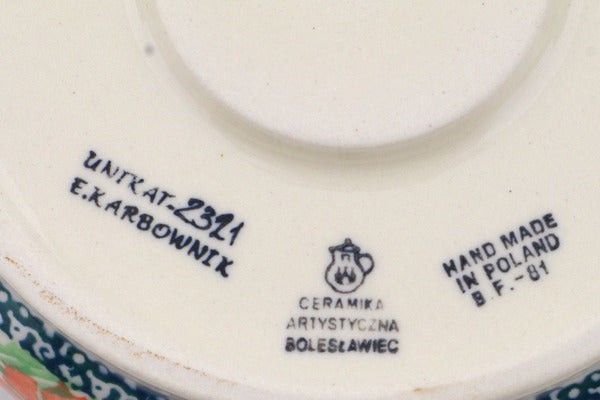 UNIKAT-2321
E.KARBOWNIK
CERAMIKA
ARTYSTYCZNA
BOLESŁAWIEC
HAND MADE
IN POLAND
B.F.-81